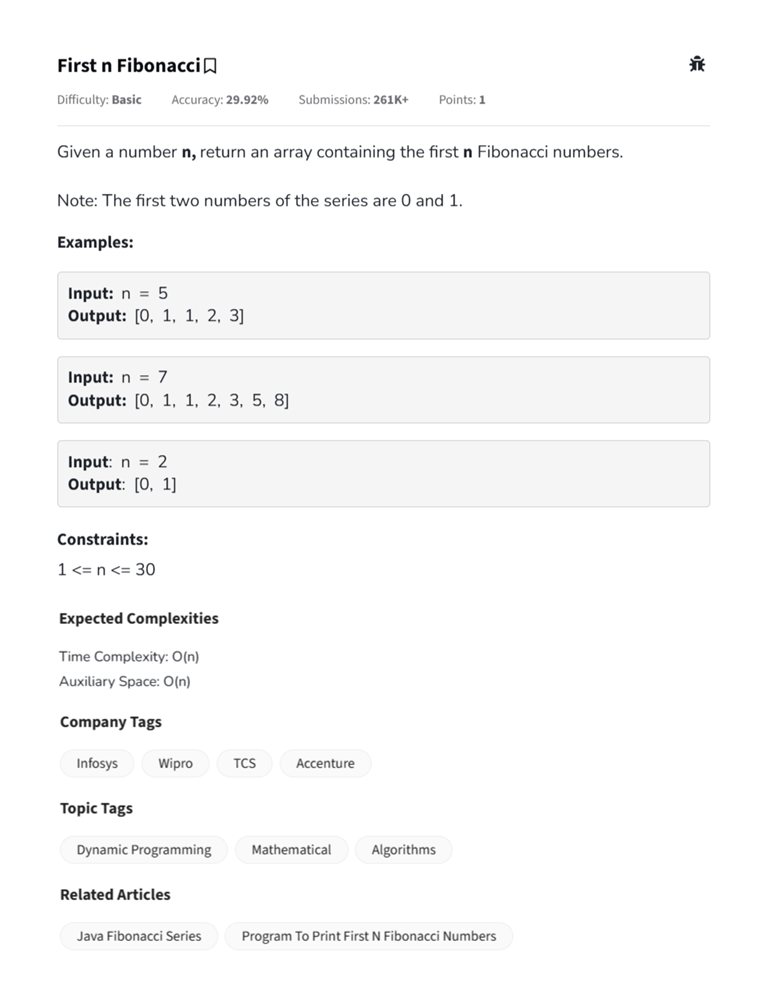 First n Fibonacci
Difficulty: Basic Accuracy: 29.92% Submissions: 261K+ Points: 1
Given a number n, return an array containing the first n Fibonacci numbers.
Note: The first two numbers of the series are 0 and 1.
Examples:
Input: n = 5
Output: [0, 1, 1, 2, 3]
Input: n = 7
Output: [0, 1, 1, 2, 3, 5, 8]
Input: n = 2
Output: [0, 1]
Constraints:
1 <= n <= 30
Expected Complexities
Time Complexity: O(n)
Auxiliary Space: O(n)
Company Tags
Infosys Wipro TCS Accenture
Topic Tags
Dynamic Programming Mathematical Algorithms
Related Articles
Java Fibonacci Series Program To Print First N Fibonacci Numbers